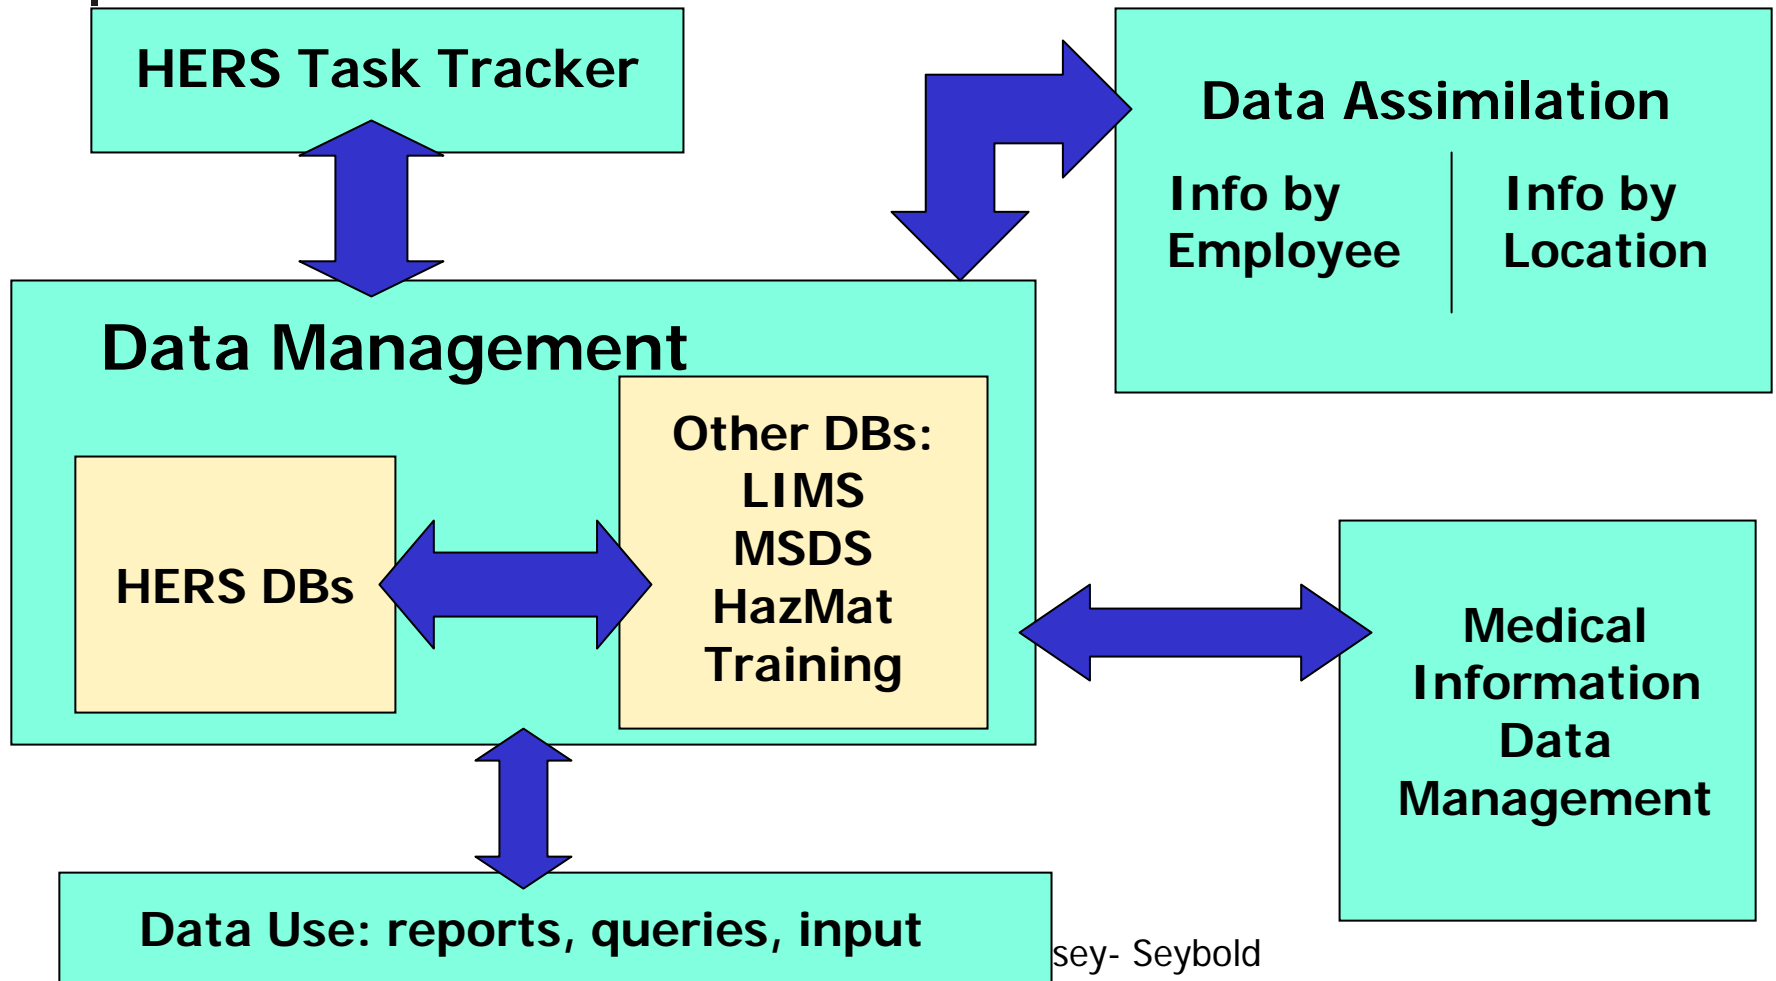 HERS Task Tracker
Data Assimilation
Info by
Employee
Info by
Location
Data Management
HERS DBs
Other DBs:
LIMS
MSDS
HazMat
Training
Medical
Information
Data
Management
Data Use: reports, queries, input
sey- Seybold